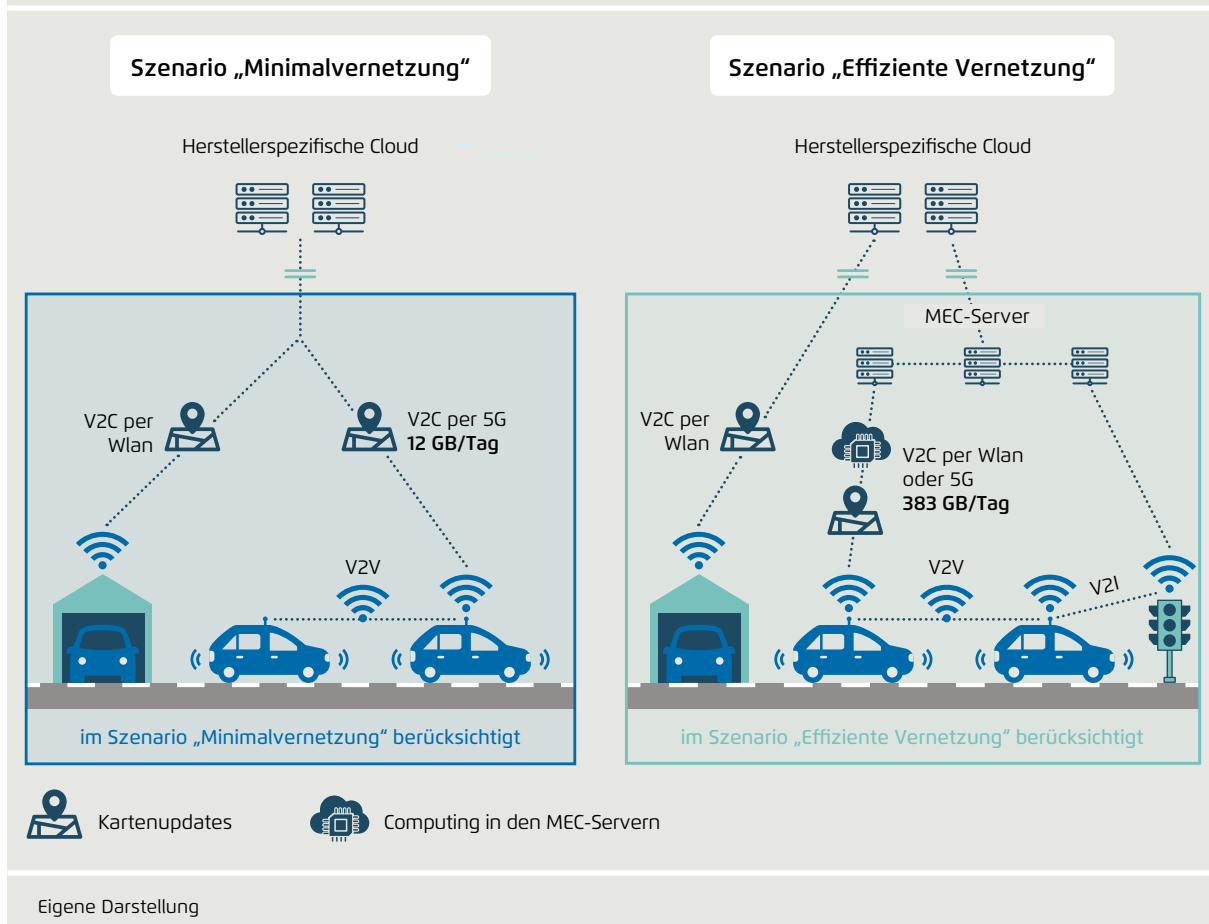 Szenario „Minimalvernetzung“
Herstellerspezifische Cloud
V2C per
Wlan
V2C per 5G
12 GB/Tag
V2V
im Szenario „Minimalvernetzung“ berücksichtigt
Szenario „Effiziente Vernetzung“
Herstellerspezifische Cloud
MEC-Server
V2C per
Wlan
V2C per Wlan
oder 5G
383 GB/Tag
V2V
V2I
im Szenario „Effiziente Vernetzung“ berücksichtigt
Kartenupdates
Computing in den MEC-Servern
Eigene Darstellung